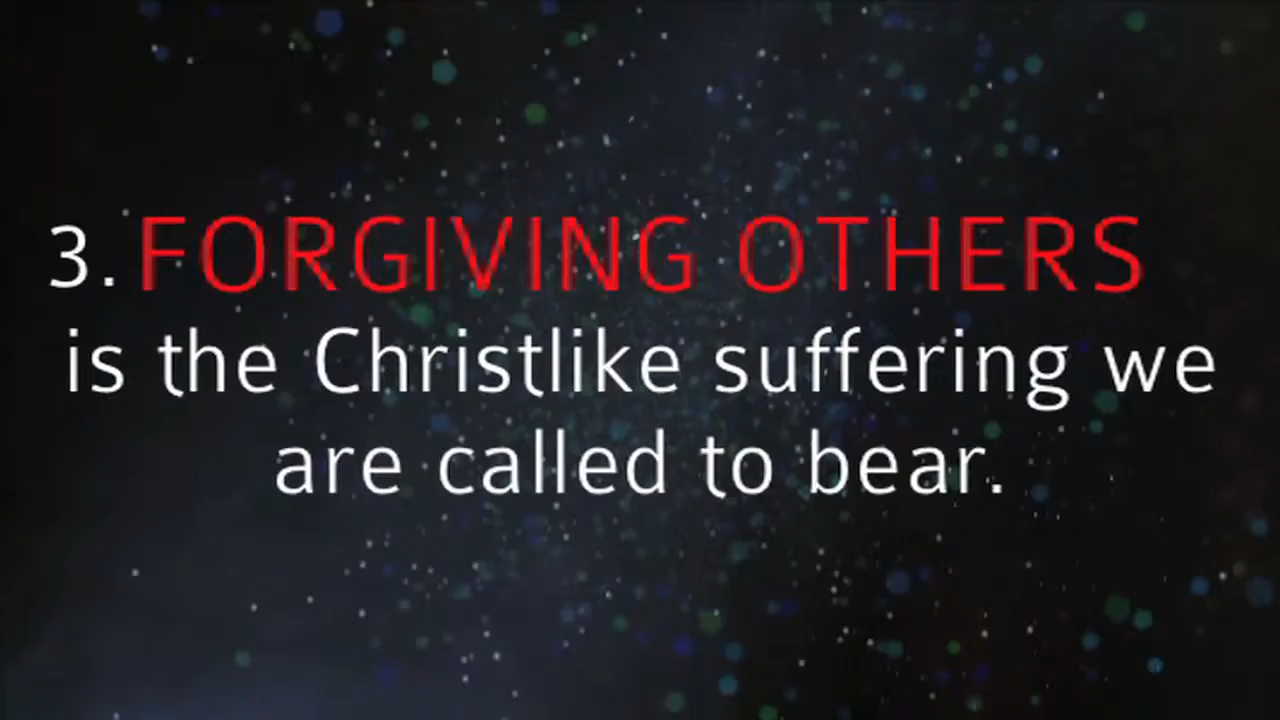 3. FORGIVING OTHERS
is the Christlike suffering we
are called to bear.